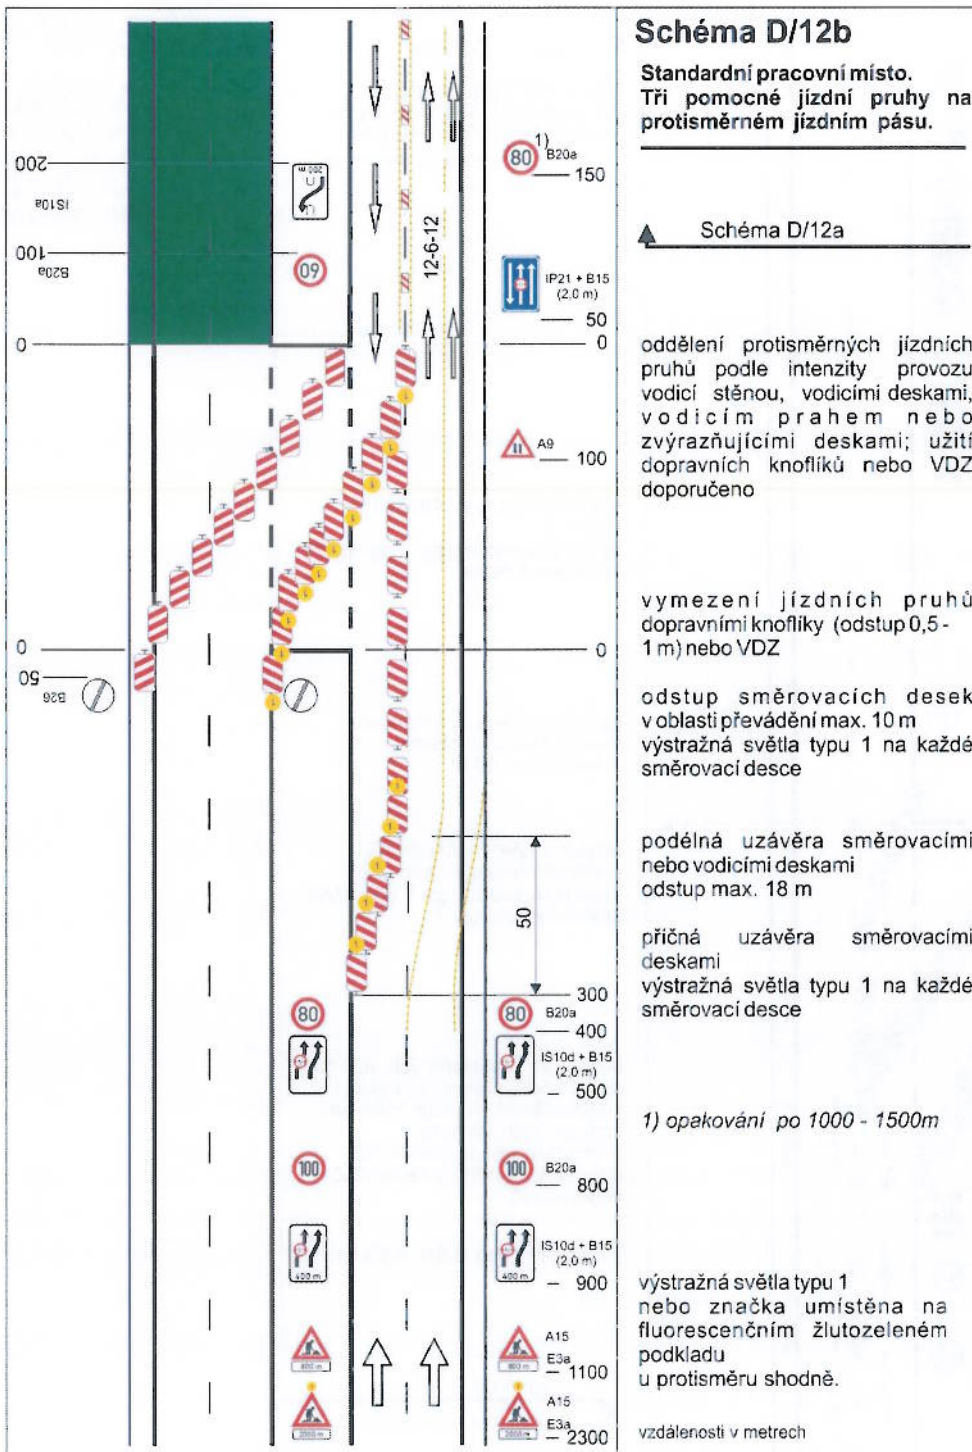 Schéma D/12b
Standardní pracovní místo.
Tři pomocné jízdní pruhy na
protisměrném jízdním pásu.
Schéma D/12a
oddělení protisměrných jízdních
pruhů podle intenzity provozu
vodicí stěnou, vodicími deskami,
vodicím prahem nebo
zvýrazňujícími deskami; užití
dopravních knoflíků nebo VDZ
doporučeno
vymezení jízdních pruhů
dopravními knoflíky (odstup 0,5 -
1 m) nebo VDZ
odstup směrovacích desek
v oblasti převádění max. 10 m
výstražná světla typu 1 na každé
směrovací desce
podélná uzávěra směrovacími
nebo vodicími deskami
odstup max. 18 m
příčná uzávěra směrovacími
deskami
výstražná světla typu 1 na každé
směrovací desce
1) opakování po 1000 - 1500m
výstražná světla typu 1
nebo značka umístěna na
fluorescenčním žlutozeleném
podkladu
u protisměru shodně.
vzdálenosti v metrech
200
IS10a
200 m
100
B20a
60
0
0
50
B26
12-6-12
1)
80 B20a
150
IP21 + B15
(2,0 m)
50
0
A9
100
0
50
300
80 80 B20a
400
IS10d + B15
(2,0 m)
500
100 100 B20a
800
IS10d + B15
(2,0 m)
400 m 400 m
900
A15
E3a
800 m 800 m
1100
A15
E3a
2000 m 2000 m
2300